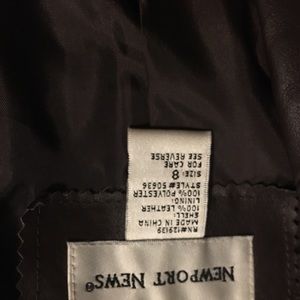 NEWPORT NEWS®
RN#129139
MADE IN CHINA
SHELL:
100% LEATHER
LINING:
100% POLYESTER
STYLE# 50636
SIZE: 8
FOR CARE
SEE REVERSE